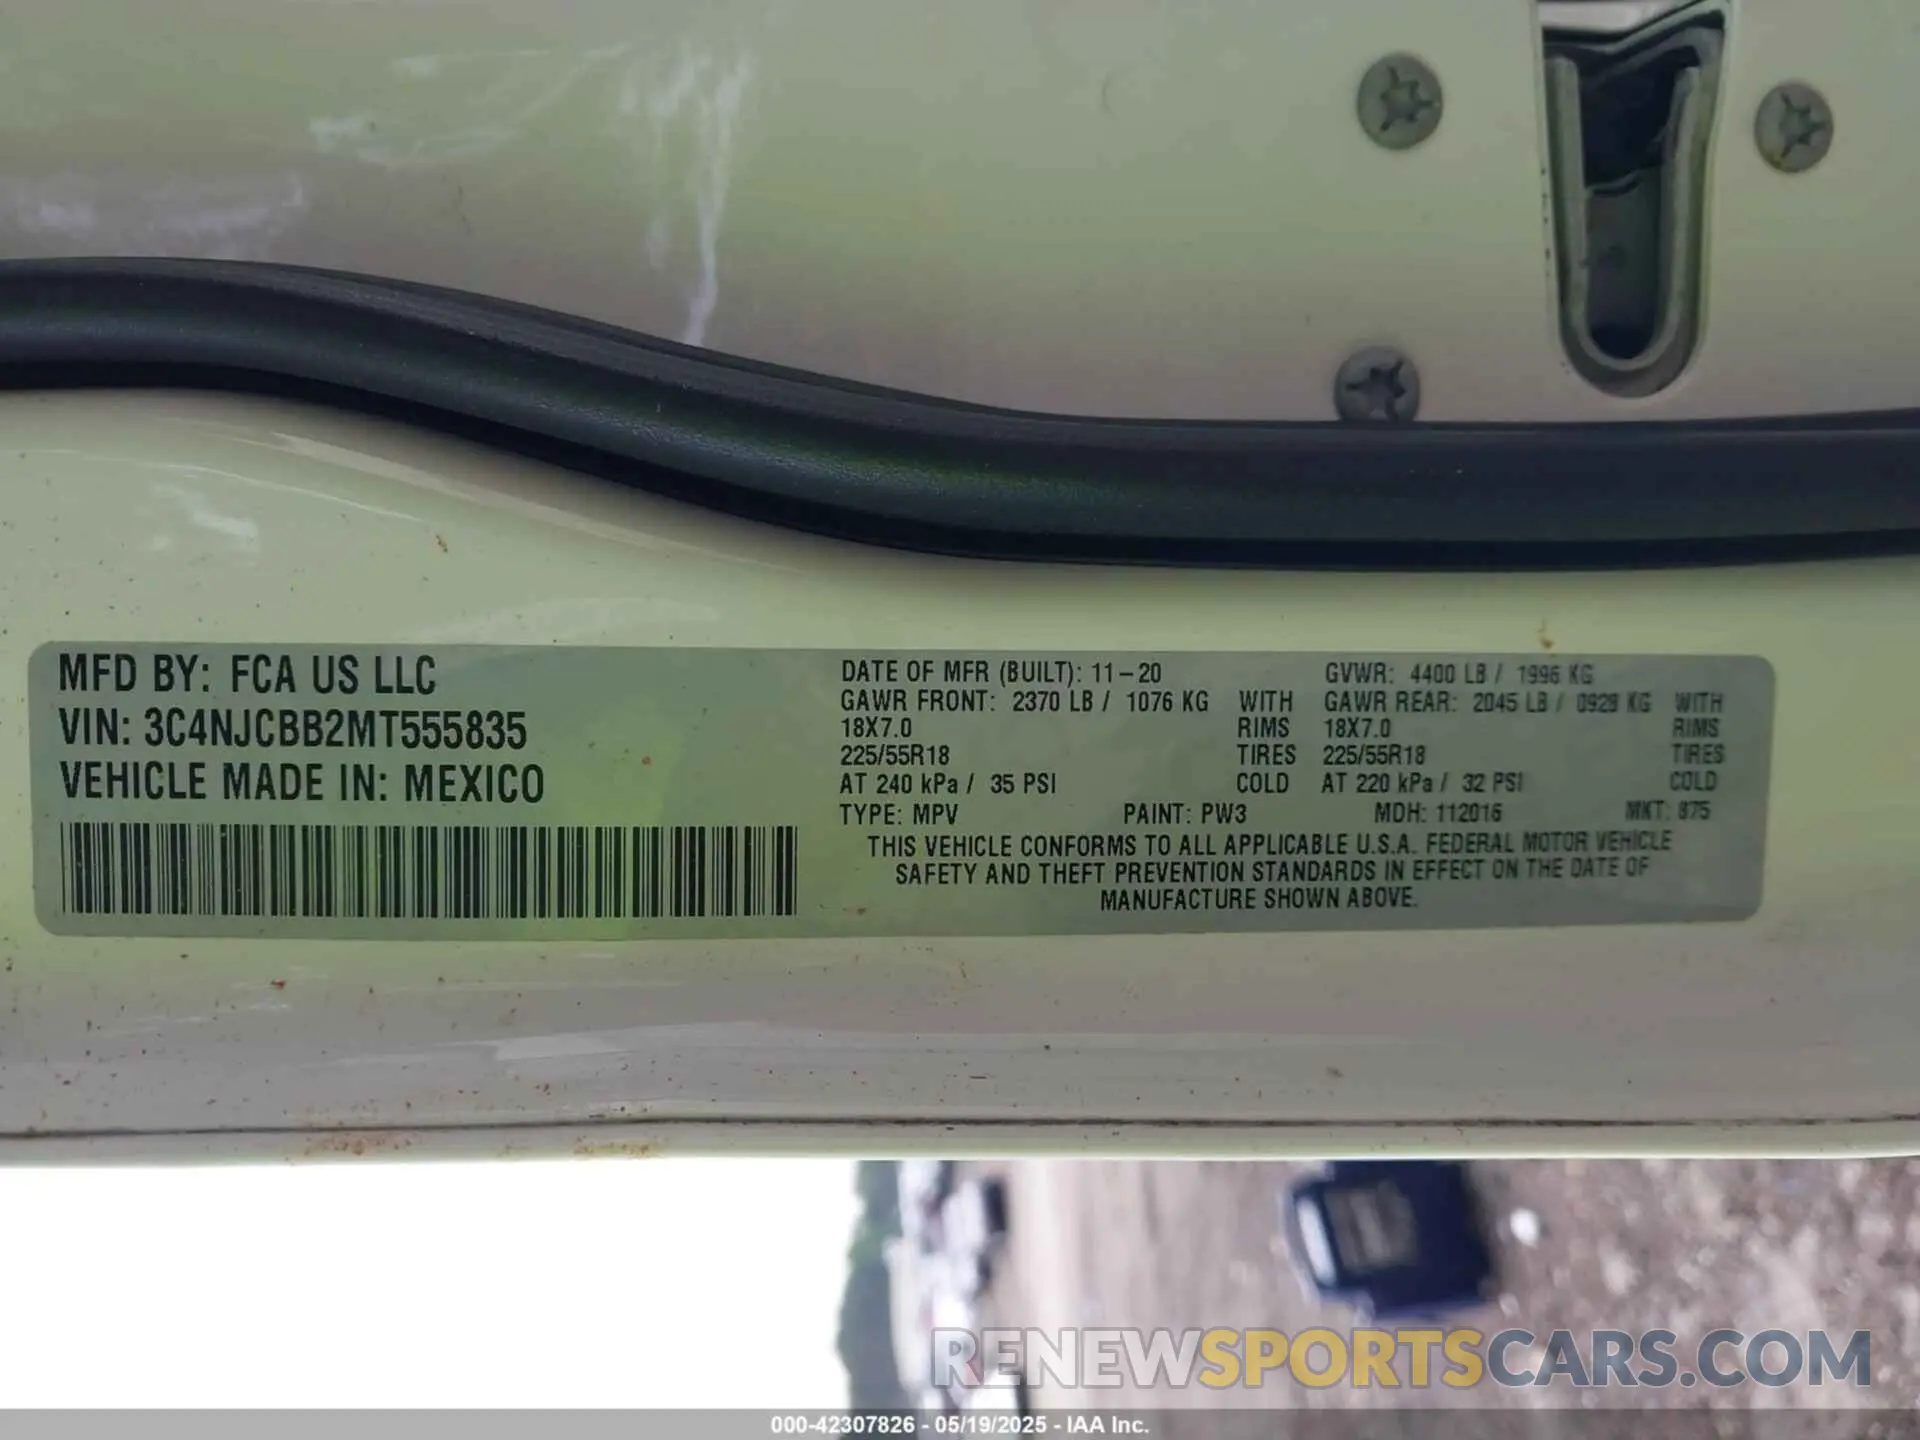 MFD BY: FCA US LLC
VIN: 3C4NJCBB2MT555835
VEHICLE MADE IN: MEXICO
DATE OF MFR (BUILT): 11-20 GVWR: 4400 LB / 1996 KG
GAWR FRONT: 2370 LB / 1076 KG WITH GAWR REAR: 2045 LB / 0928 KG WITH
18X7.0 RIMS 18X7.0 RIMS
225/55R18 TIRES 225/55R18 TIRES
AT 240 kPa / 35 PSI COLD AT 220 kPa / 32 PSI COLD
TYPE: MPV PAINT: PW3 MDH: 112016 MKT: 875
THIS VEHICLE CONFORMS TO ALL APPLICABLE U.S.A. FEDERAL MOTOR VEHICLE
SAFETY AND THEFT PREVENTION STANDARDS IN EFFECT ON THE DATE OF
MANUFACTURE SHOWN ABOVE.
RENEWSPORTSCARS.COM
000-42307826 - 05/19/2025 - IAA Inc.